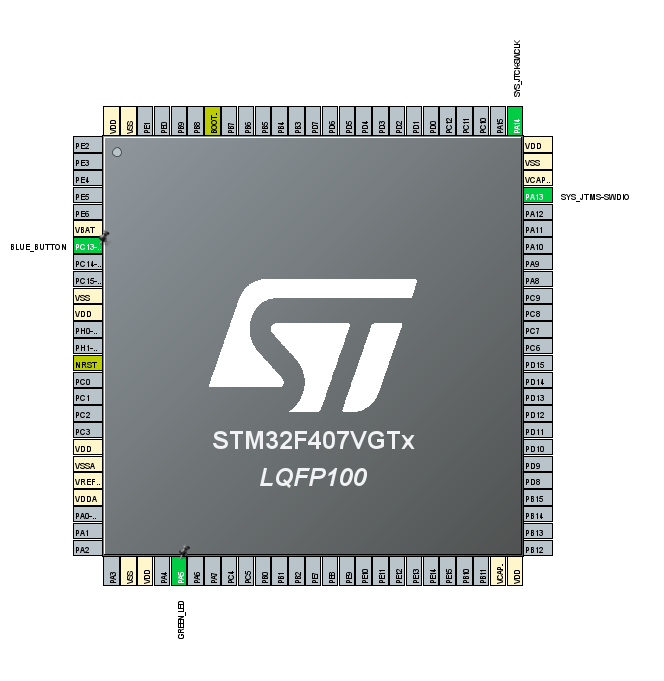 SYS_JTCK-SWCLK
VDD
VSS
PE1
PE0
PB9
PB8
BOOT..
PB7
PB6
PB5
PB4
PB3
PD7
PD6
PD5
PD4
PD3
PD2
PD1
PD0
PC12
PC11
PC10
PA15
PA14
PE2
PE3
PE4
PE5
PE6
VBAT
BLUE_BUTTON
PC13-..
PC14-..
PC15-..
VSS
VDD
PH0-..
PH1-..
NRST
PC0
PC1
PC2
PC3
VDD
VSSA
VREF..
VDDA
PA0-..
PA1
PA2
ST
STM32F407VGTx
LQFP100
VDD
VSS
VCAP..
PA13
SYS_JTMS-SWDIO
PA12
PA11
PA10
PA9
PA8
PC9
PC8
PC7
PC6
PD15
PD14
PD13
PD12
PD11
PD10
PD9
PD8
PB15
PB14
PB13
PB12
PA3
VSS
VDD
PA4
PA5
PA6
PA7
PC4
PC5
PB0
PB1
PB2
PE7
PE8
PE9
PE10
PE11
PE12
PE13
PE14
PE15
PB10
PB11
VCAP..
VDD
GREEN_LED